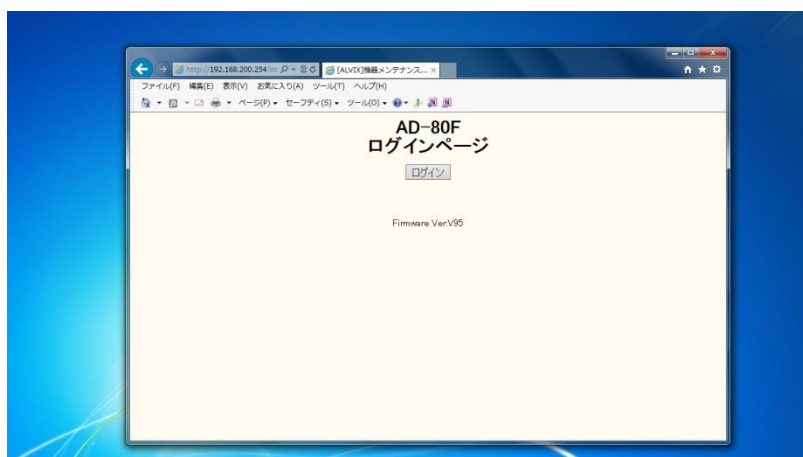 http://192.168.200.254/in
[ALVIX]機器メンテナンス...
ファイル(F) 編集(E) 表示(V) お気に入り(A) ツール(T) ヘルプ(H)
ページ(P) セーフティ(S) ツール(O)
AD-80F
ログインページ
ログイン
Firmware Ver:V95